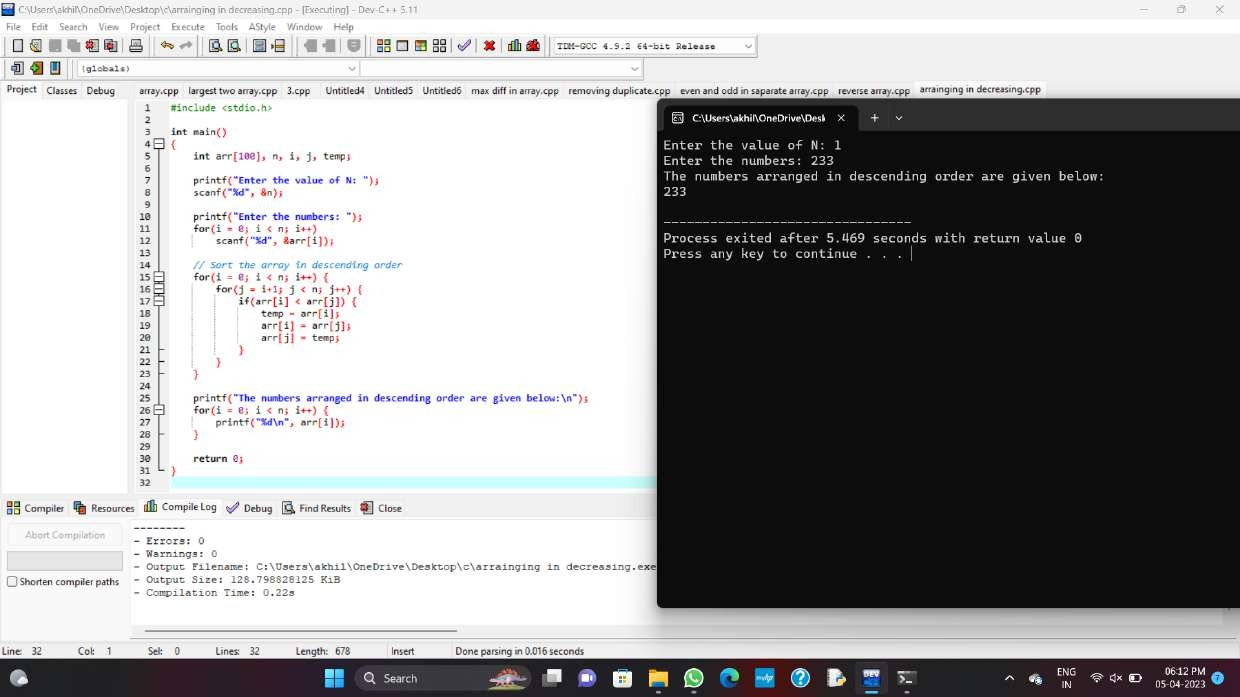 C:\Users\akhil\OneDrive\Desktop\c\arrainging in decreasing.cpp - [Executing] - Dev-C++ 5.11
File Edit Search View Project Execute Tools AStyle Window Help
TDM-GCC 4.9.2 64-bit Release
(globals)
Project Classes Debug
array.cpp largest two array.cpp 3.cpp Untitled4 Untitled5 Untitled6 max diff in array.cpp removing duplicate.cpp even and odd in saparate array.cpp reverse array.cpp arrainging in decreasing.cpp
1 #include <stdio.h>
2
3 int main()
4 {
5 int arr[100], n, i, j, temp;
6
7 printf("Enter the value of N: ");
8 scanf("%d", &n);
9
10 printf("Enter the numbers: ");
11 for(i = 0; i < n; i++)
12 scanf("%d", &arr[i]);
13
14 // Sort the array in descending order
15 for(i = 0; i < n; i++) {
16 for(j = i+1; j < n; j++) {
17 if(arr[i] < arr[j]) {
18 temp = arr[i];
19 arr[i] = arr[j];
20 arr[j] = temp;
21 }
22 }
23 }
24
25 printf("The numbers arranged in descending order are given below:\n");
26 for(i = 0; i < n; i++) {
27 printf("%d\n", arr[i]);
28 }
29
30 return 0;
31 }
32
C:\Users\akhil\OneDrive\Desk
Enter the value of N: 1
Enter the numbers: 233
The numbers arranged in descending order are given below:
233
--------------------------------
Process exited after 5.469 seconds with return value 0
Press any key to continue . . .
Compiler Resources Compile Log Debug Find Results Close
Abort Compilation
Shorten compiler paths
--------
- Errors: 0
- Warnings: 0
- Output Filename: C:\Users\akhil\OneDrive\Desktop\c\arrainging in decreasing.exe
- Output Size: 128.798828125 KiB
- Compilation Time: 0.22s
Line: 32 Col: 1 Sel: 0 Lines: 32 Length: 678 Insert Done parsing in 0.016 seconds
Search
DEV
ENG
IN
06:12 PM
05-04-2023
7